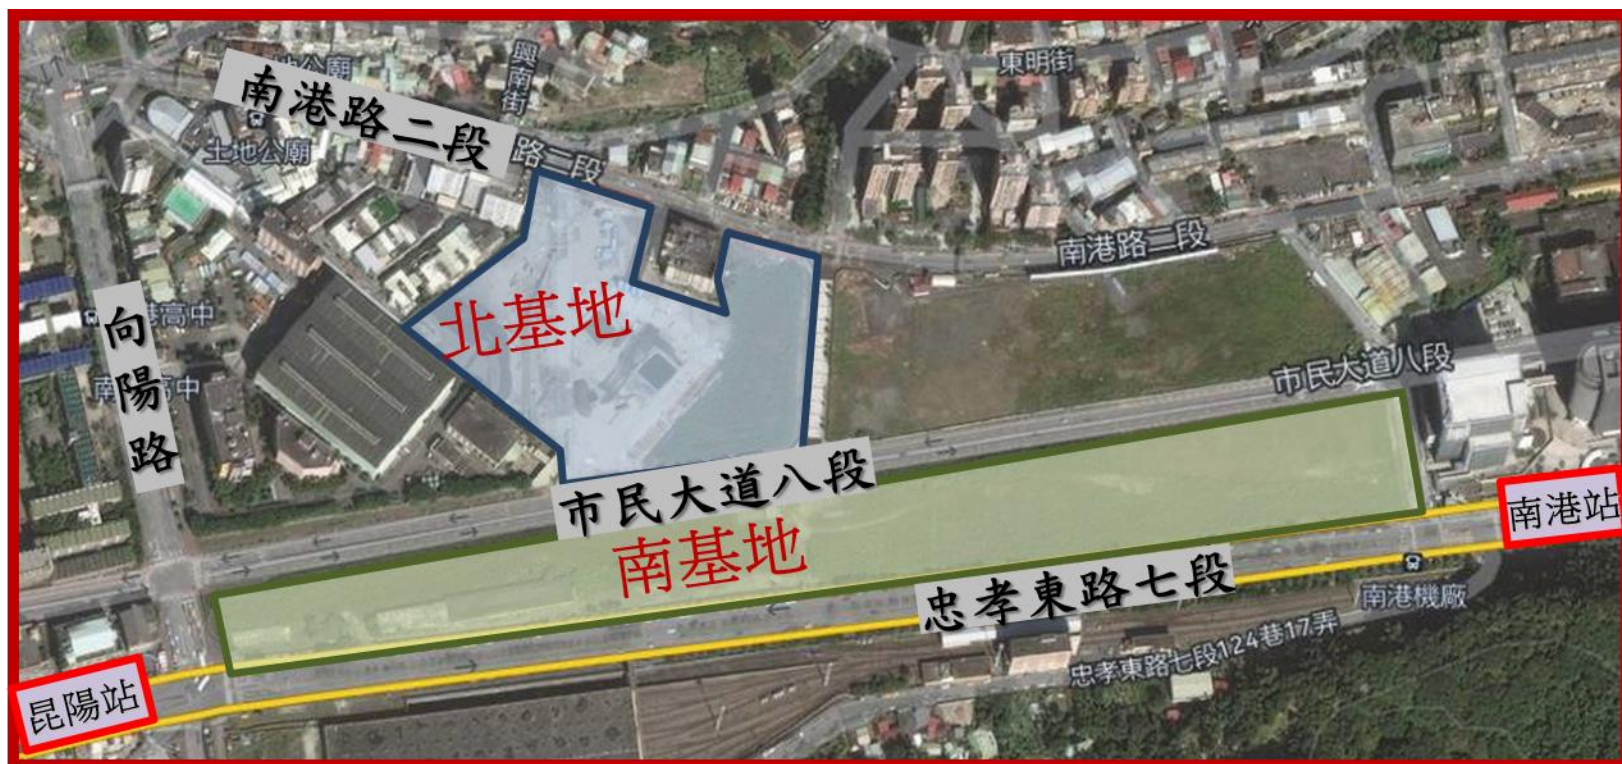 興南街
東明街
土地公廟
南港路二段
路二段
南港路二段
北基地
向陽路
市民大道八段
市民大道八段
南基地
南港站
忠孝東路七段
南港機廠
忠孝東路七段124巷17弄
昆陽站